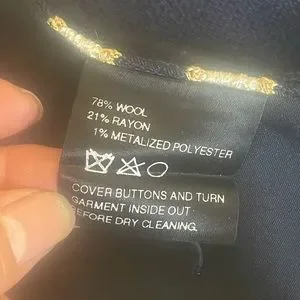 78% WOOL
21% RAYON
1% METALIZED POLYESTER
COVER BUTTONS AND TURN
GARMENT INSIDE OUT
BEFORE DRY CLEANING.